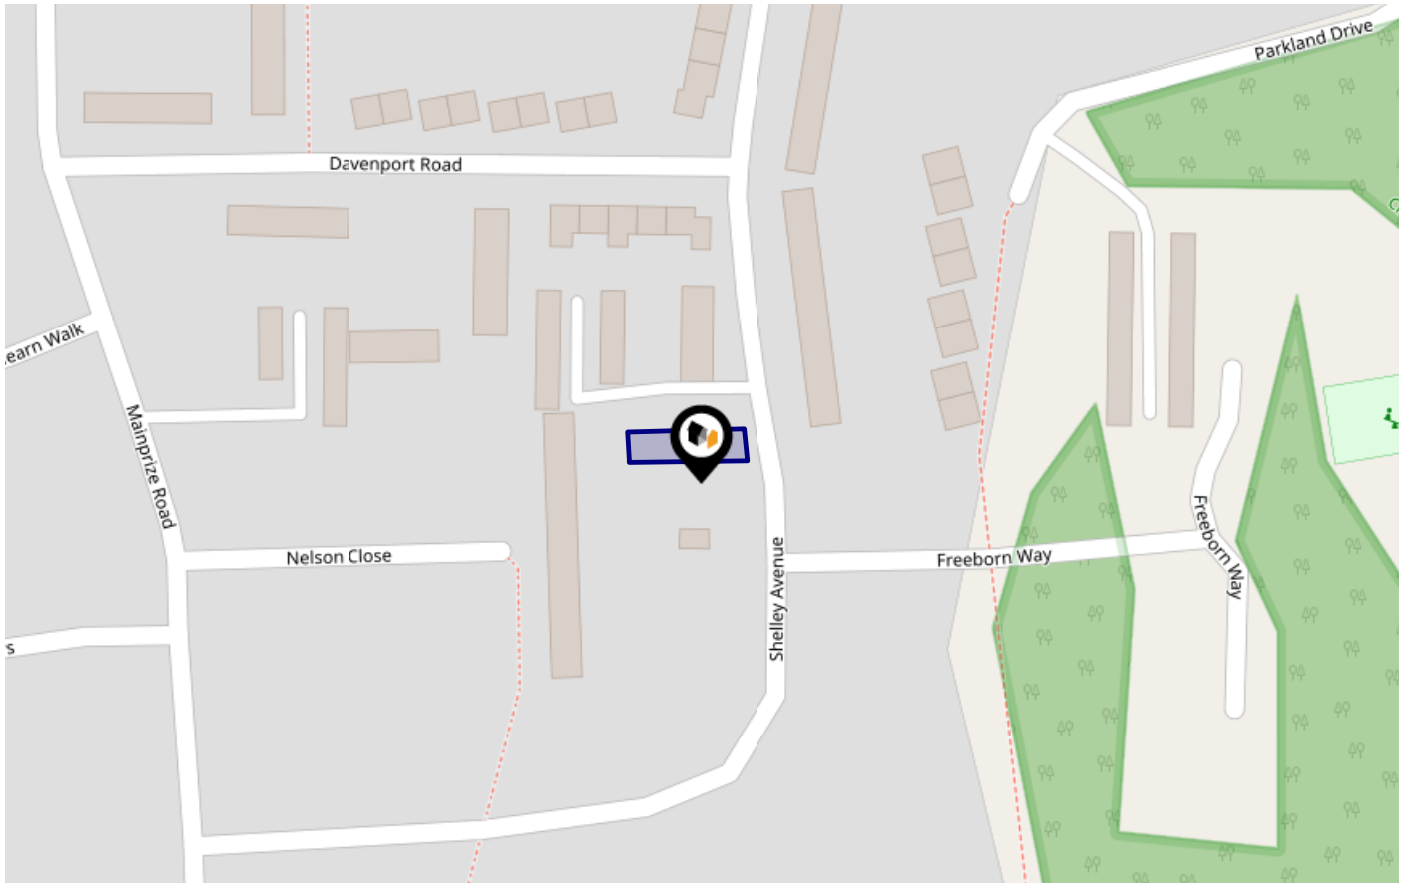 Parkland Drive
Davenport Road
earn Walk
Mainprize Road
Nelson Close
Shelley Avenue
Freeborn Way
Freeborn Way
s